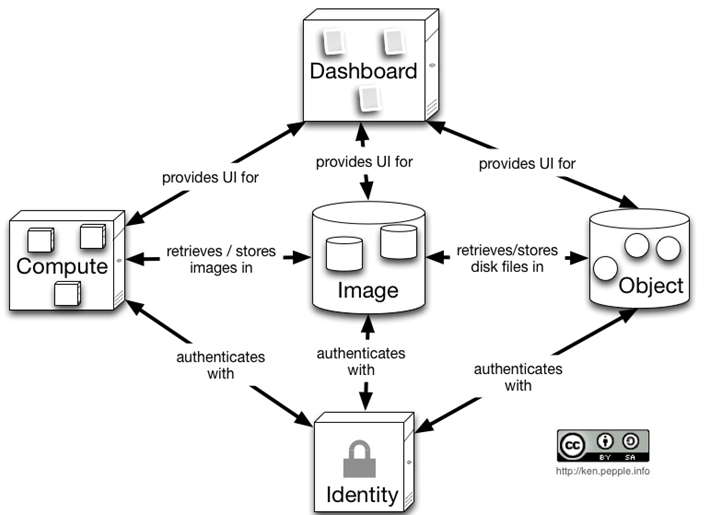 Dashboard
provides UI for
provides UI for
provides UI for
Compute
retrieves / stores
images in
Image
retrieves/stores
disk files in
Object
authenticates
with
authenticates
with
authenticates
with
Identity
cc
BY SA
http://ken.pepple.info